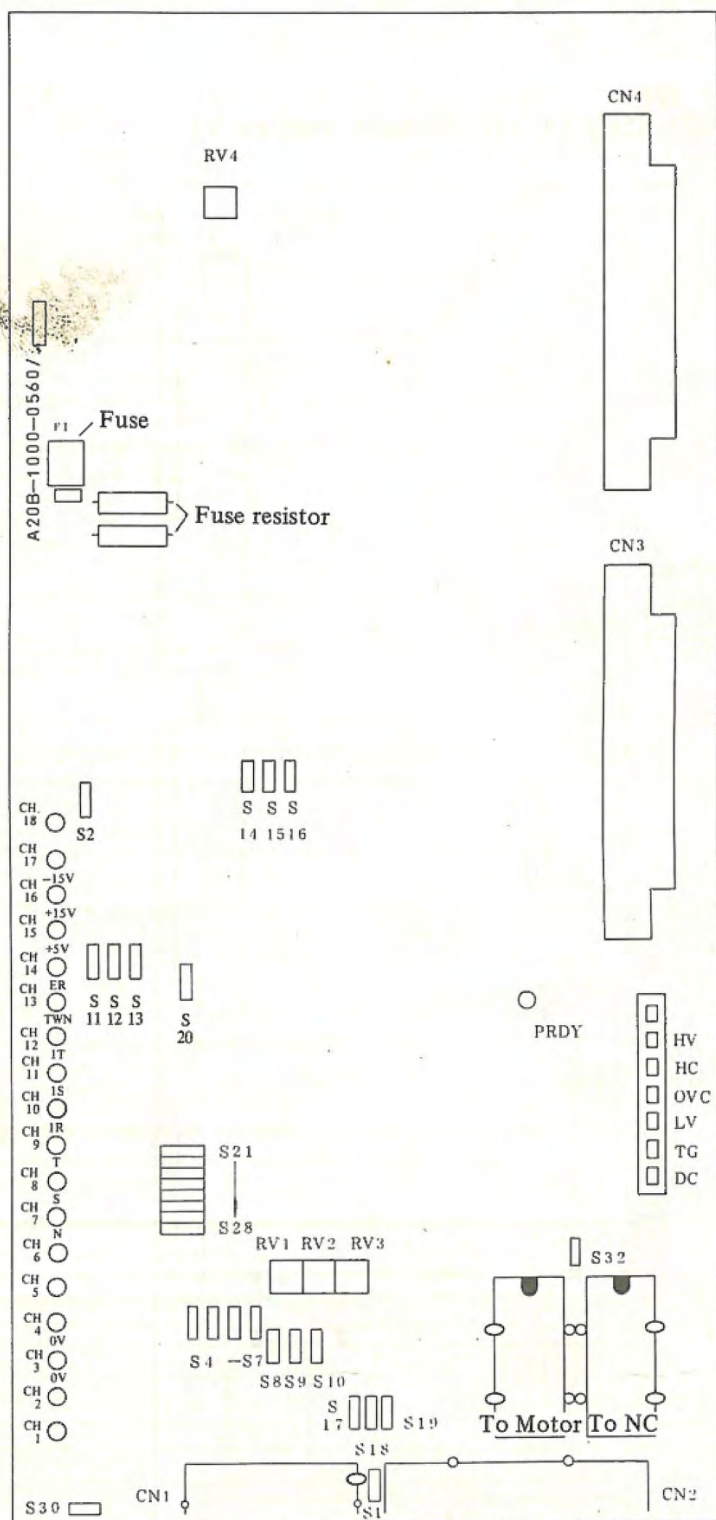 CN4
RV4
A20B-1000-0560/
F1
Fuse
Fuse resistor
CN3
S 14
S 15
S 16
S2
CH. 18
CH 17
-15V
CH 16
+15V
CH 15
+5V
CH 14
ER
CH 13
TWN
CH 12
1T
CH 11
1S
CH 10
1R
CH 9
T
CH 8
S
CH 7
N
CH 6
CH 5
CH 4
0V
CH 3
0V
CH 2
CH 1
S 11
S 12
S 13
S 20
PRDY
HV
HC
OVC
LV
TG
DC
S21
S28
RV1 RV2 RV3
S32
S4 -S7
S8 S9 S10
S 17
S18
S19
To Motor To NC
CN1
S1
CN2
S30